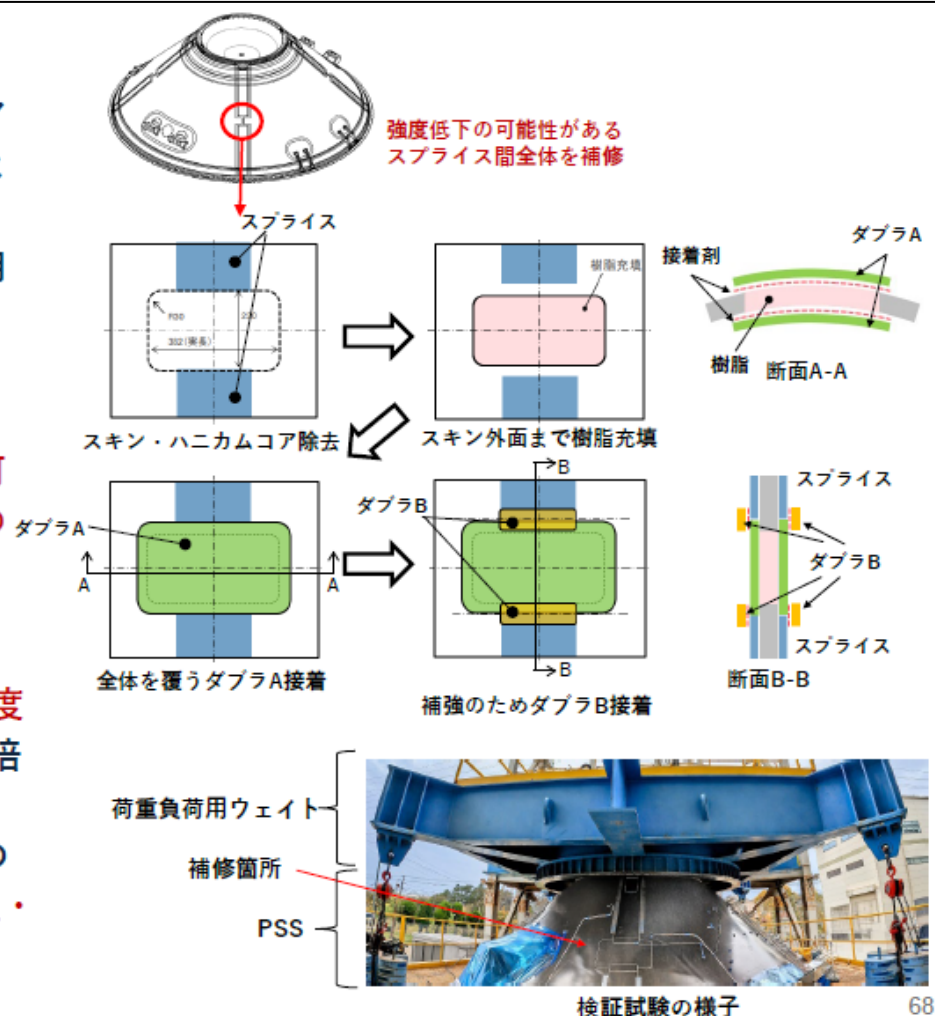 強度低下の可能性がある
スプライス間全体を補修
スプライス
R30
382(実長)
スキン・ハニカムコア除去
樹脂充填
スキン外面まで樹脂充填
接着剤
ダブラA
樹脂
断面A-A
ダブラA
A
A
全体を覆うダブラA接着
B
ダブラB
B
補強のためダブラB接着
スプライス
ダブラB
スプライス
断面B-B
度
倍
荷重負荷用ウェイト
補修箇所
PSS
検証試験の様子
68